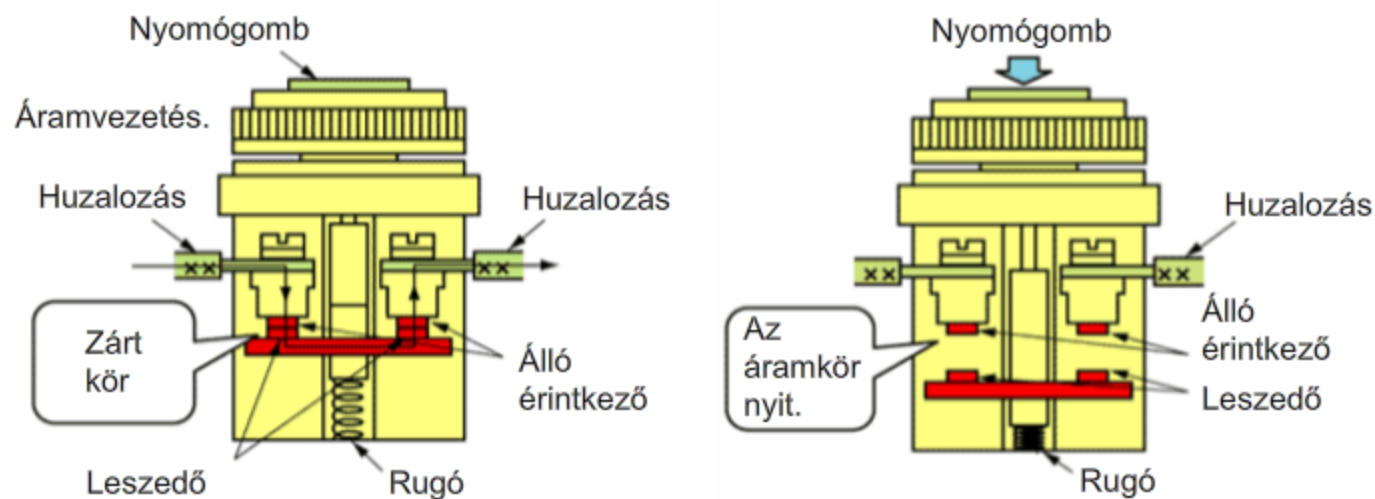 Nyomógomb
Áramvezetés.
Huzalozás
Huzalozás
Zárt
kör
Álló
érintkező
Leszedő
Rugó
Nyomógomb
Huzalozás
Az
áramkör
nyit.
Álló
érintkező
Leszedő
Rugó